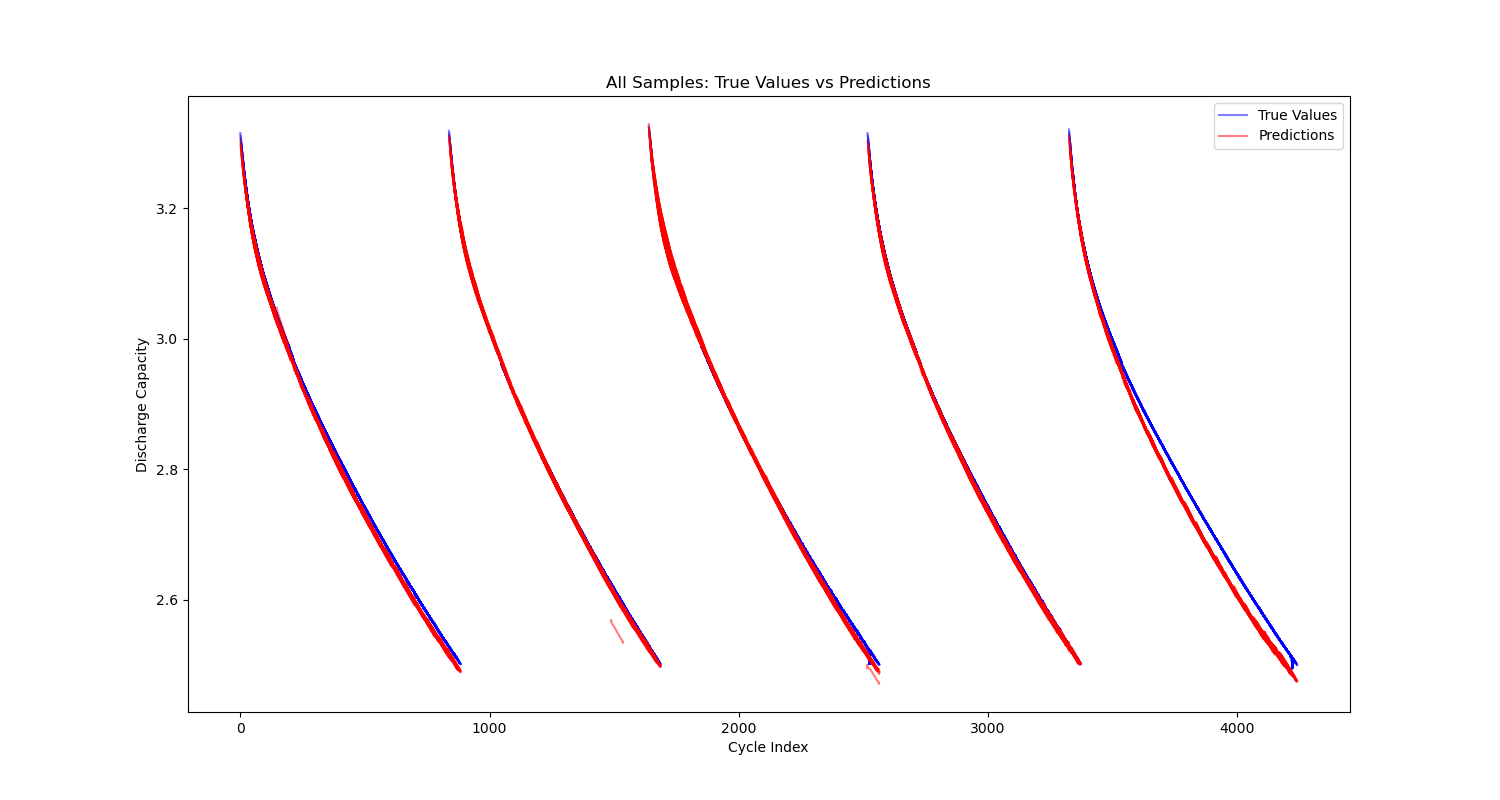 All Samples: True Values vs Predictions
True Values
Predictions
Discharge Capacity
3.2
3.0
2.8
2.6
0
1000
2000
3000
4000
Cycle Index